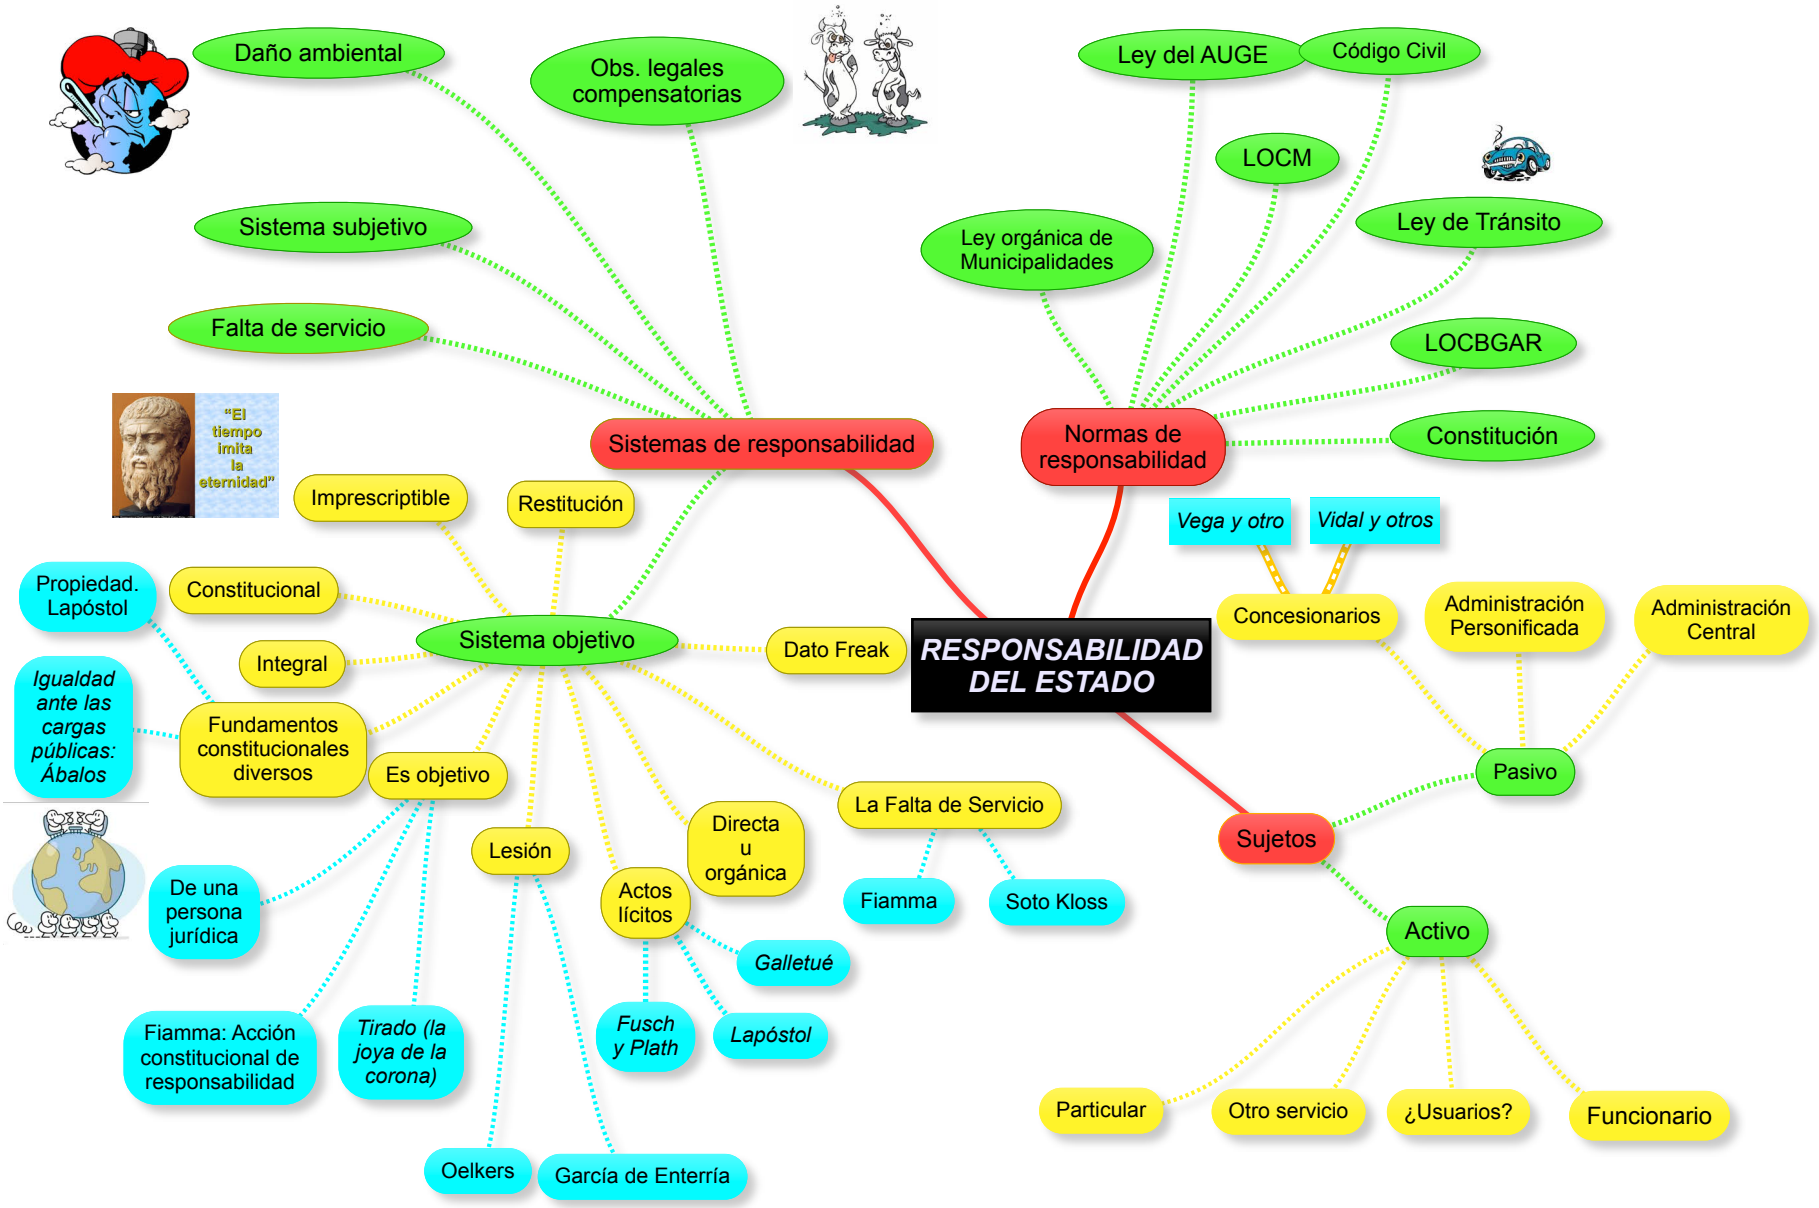 Daño ambiental
Obs. legales
compensatorias
Ley del AUGE
Código Civil
LOCM
Sistema subjetivo
Ley orgánica de
Municipalidades
Ley de Tránsito
Falta de servicio
LOCBGAR
"El
tiempo
imita
la
eternidad"
Sistemas de responsabilidad
Normas de
responsabilidad
Constitución
Imprescriptible
Restitución
Vega y otro
Vidal y otros
Propiedad.
Lapóstol
Constitucional
Concesionarios
Administración
Personificada
Administración
Central
Sistema objetivo
Integral
Dato Freak
RESPONSABILIDAD
DEL ESTADO
Igualdad
ante las
cargas
públicas:
Ábalos
Fundamentos
constitucionales
diversos
Es objetivo
Pasivo
La Falta de Servicio
Directa
u
orgánica
Lesión
Sujetos
De una
persona
jurídica
Actos
lícitos
Fiamma
Soto Kloss
Activo
Galletué
Fiamma: Acción
constitucional de
responsabilidad
Tirado (la
joya de la
corona)
Fusch
y Plath
Lapóstol
Particular
Otro servicio
¿Usuarios?
Funcionario
Oelkers
García de Enterría